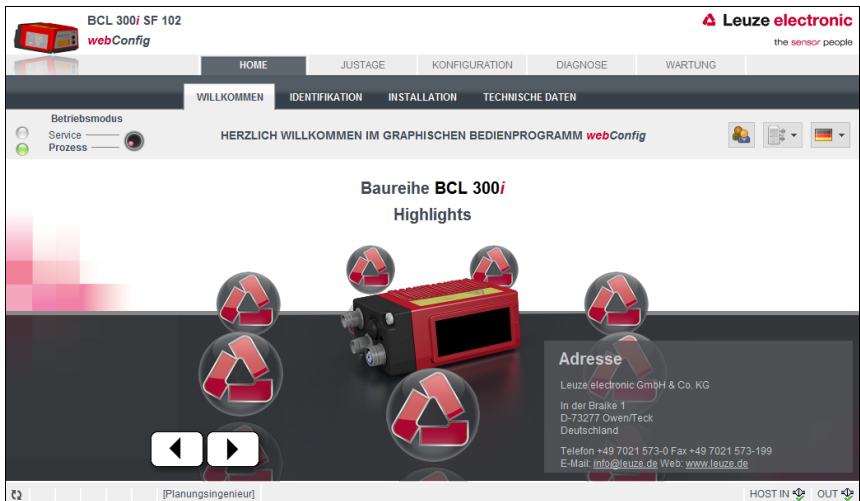 BCL 300i SF 102
webConfig
Leuze electronic
the sensor people
HOME JUSTAGE KONFIGURATION DIAGNOSE WARTUNG
WILLKOMMEN IDENTIFIKATION INSTALLATION TECHNISCHE DATEN
Betriebsmodus
Service
Prozess
HERZLICH WILLKOMMEN IM GRAPHISCHEN BEDIENPROGRAMM webConfig
Baureihe BCL 300i
Highlights
Adresse
Leuze electronic GmbH & Co. KG
In der Braike 1
D-73277 Owen/Teck
Deutschland
Telefon +49 7021 573-0 Fax +49 7021 573-199
E-Mail: info@leuze.de Web: www.leuze.de
[Planungsingenieur]
HOST IN OUT